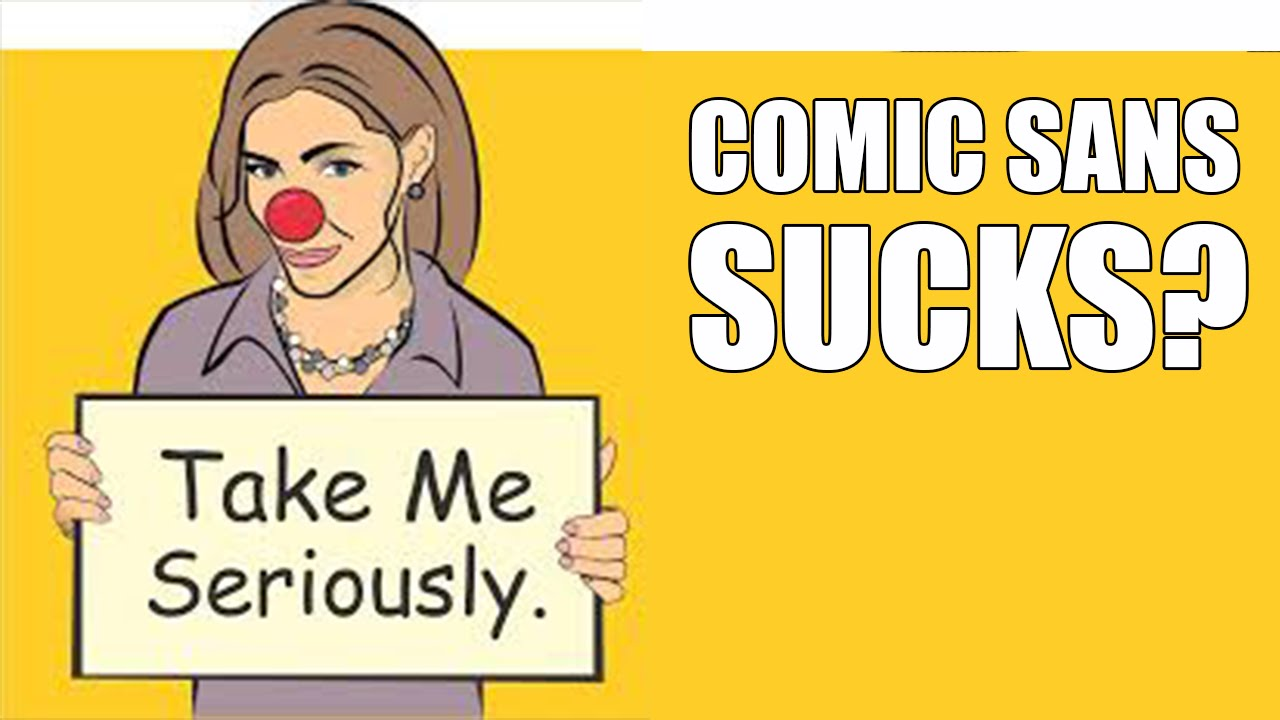 COMIC SANS
SUCKS?
Take Me
Seriously.